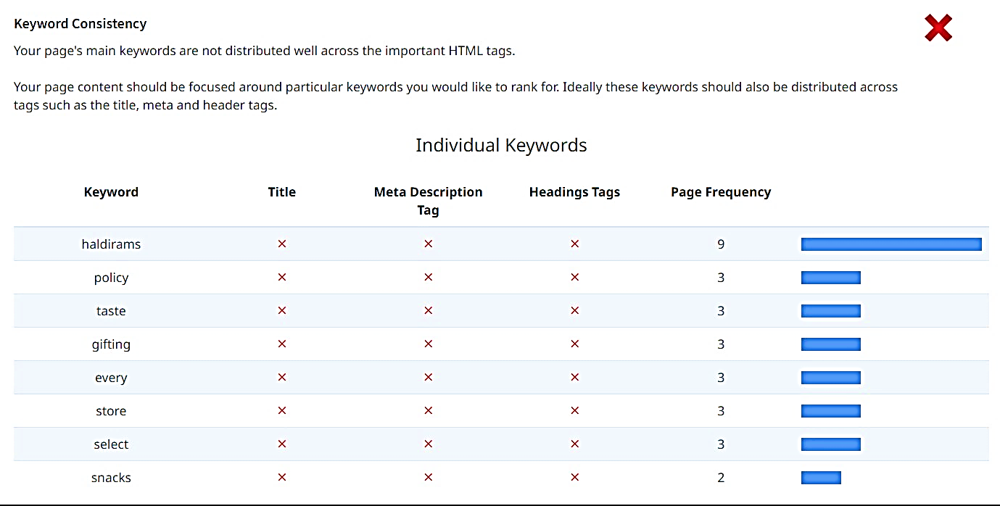 Keyword Consistency
Your page's main keywords are not distributed well across the important HTML tags.
Your page content should be focused around particular keywords you would like to rank for. Ideally these keywords should also be distributed across
tags such as the title, meta and header tags.
Individual Keywords
Keyword Title Meta Description Tag Headings Tags Page Frequency
haldirams × × × 9
policy × × × 3
taste × × × 3
gifting × × × 3
every × × × 3
store × × × 3
select × × × 3
snacks × × × 2